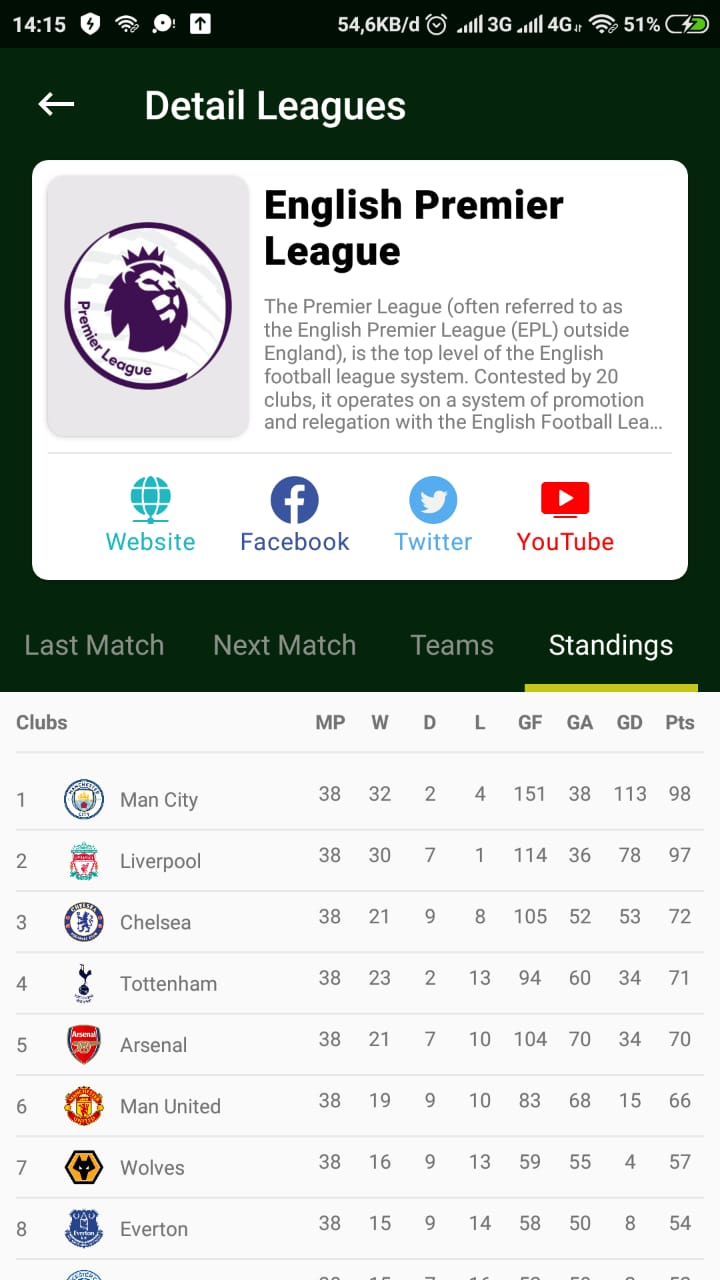 14:15 54,6KB/d 3G 4G 51%
Detail Leagues
Premier League
English Premier
League
The Premier League (often referred to as
the English Premier League (EPL) outside
England), is the top level of the English
football league system. Contested by 20
clubs, it operates on a system of promotion
and relegation with the English Football Lea...
Website Facebook Twitter YouTube
Last Match Next Match Teams Standings
Clubs MP W D L GF GA GD Pts
1 Man City 38 32 2 4 151 38 113 98
2 Liverpool 38 30 7 1 114 36 78 97
3 Chelsea 38 21 9 8 105 52 53 72
4 Tottenham 38 23 2 13 94 60 34 71
5 Arsenal 38 21 7 10 104 70 34 70
6 Man United 38 19 9 10 83 68 15 66
7 Wolves 38 16 9 13 59 55 4 57
8 Everton 38 15 9 14 58 50 8 54